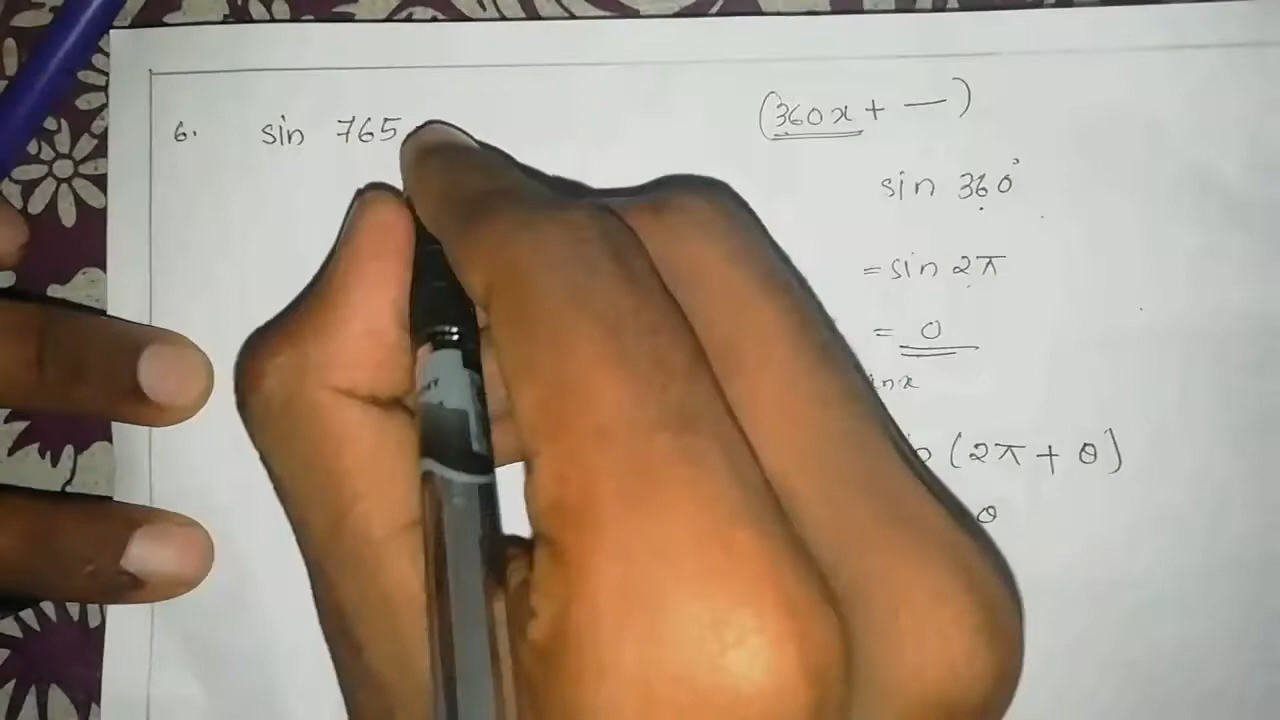 6. sin 765
(360x + —)
sin 360°
= sin 2π
= 0
(2π + θ)
θ